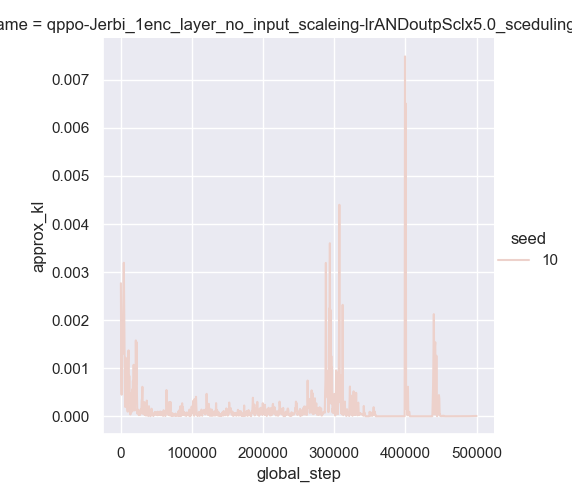 ame = qppo-Jerbi_1enc_layer_no_input_scaleing-lrANDoutpSclx5.0_sceduling
0.007
0.006
0.005
0.004
0.003
0.002
0.001
0.000
approx_kl
0 100000 200000 300000 400000 500000
global_step
seed
10